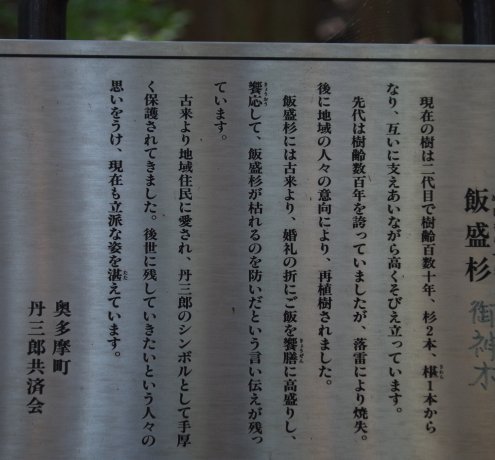 飯盛杉 御神木
現在の樹は二代目で樹齢百数十年、杉2本、椹1本から
なり、互いに支えあいながら高くそびえ立っています。
先代は樹齢数百年を誇っていましたが、落雷により焼失。
後に地域の人々の意向により、再植樹されました。
飯盛杉には古来より、婚礼の折にご飯を饗膳に高盛りし、
饗応して、飯盛杉が枯れるのを防いだという言い伝えが残っ
ています。
古来より地域住民に愛され、丹三郎のシンボルとして手厚
く保護されてきました。後世に残していきたいという人々の
思いをうけ、現在も立派な姿を湛えています。
奥多摩町
丹三郎共済会